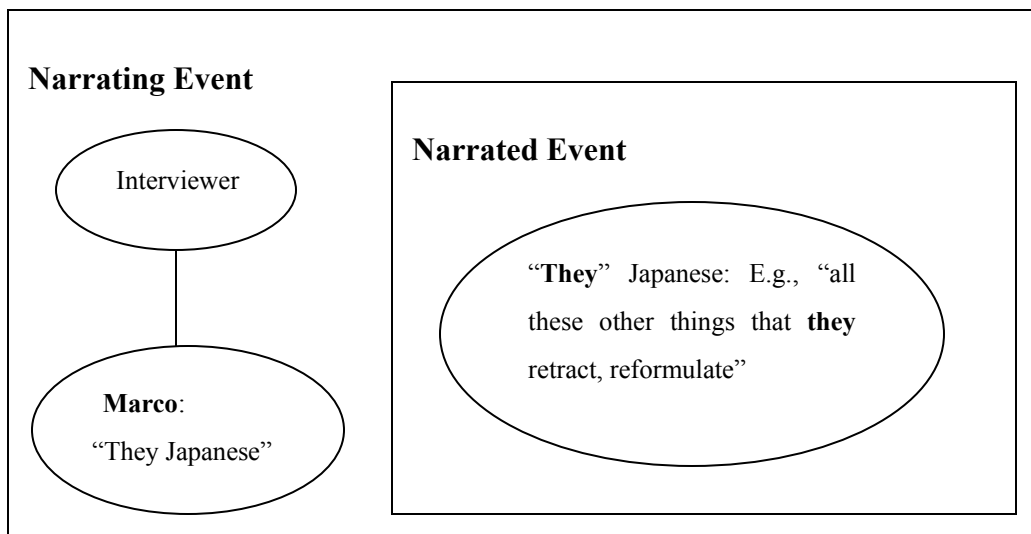 Narrating Event
Interviewer
Marco:
“They Japanese”
Narrated Event
“They” Japanese: E.g., “all
these other things that they
retract, reformulate”